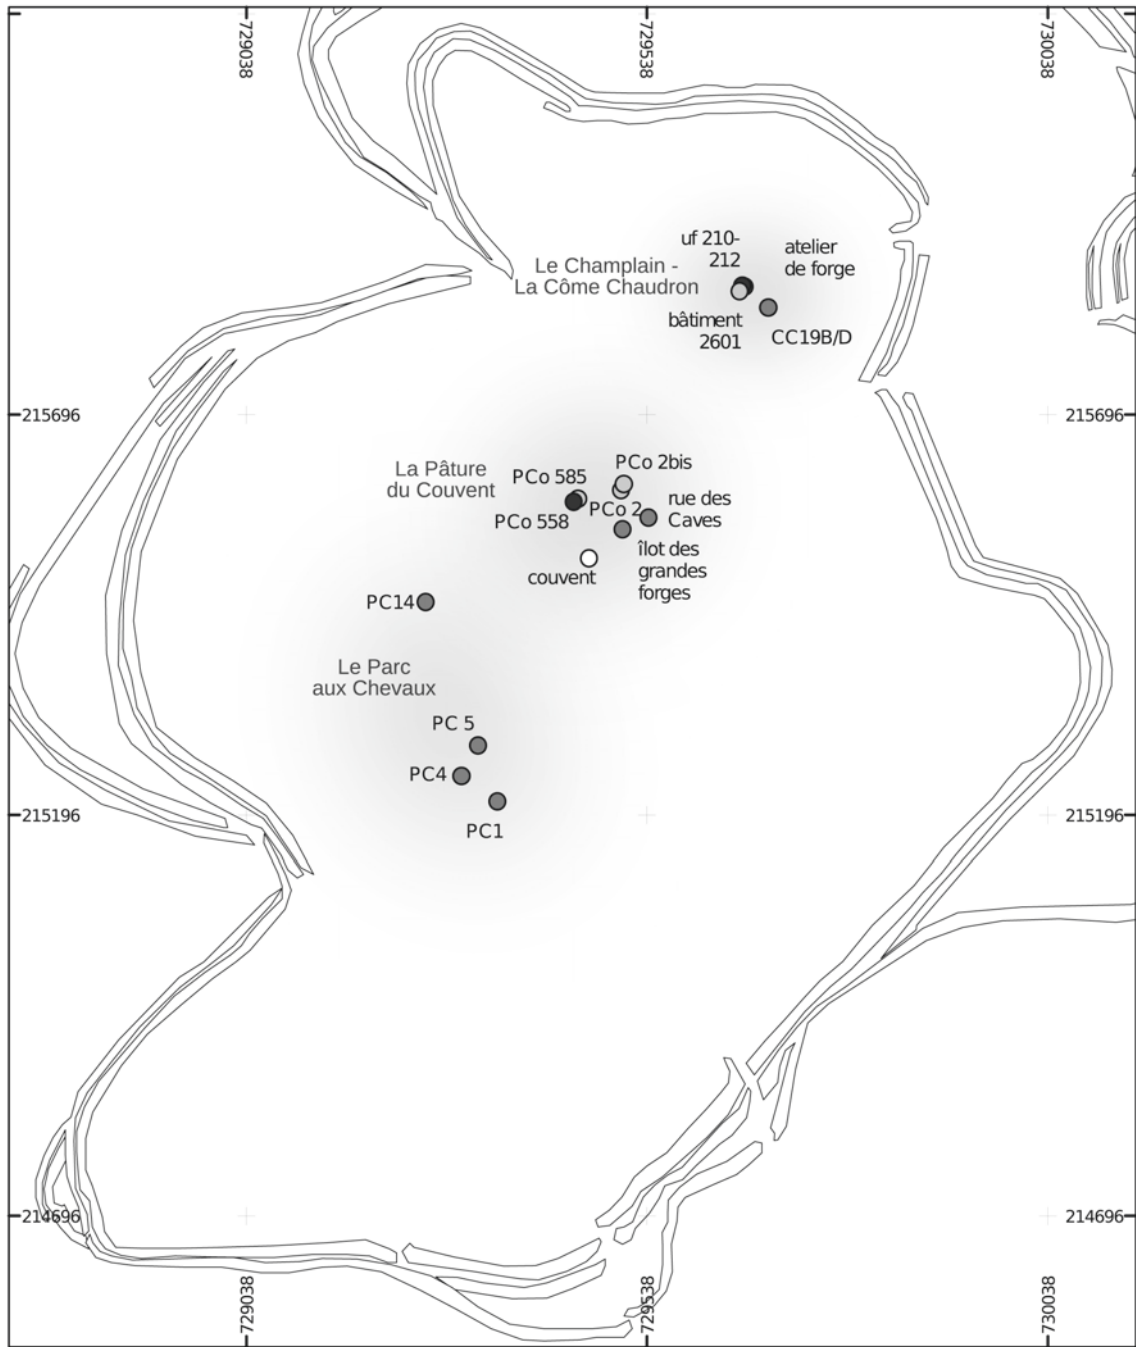 729038
729538
730038
uf 210-
212
atelier
de forge
Le Champlain -
La Côme Chaudron
bâtiment
2601
CC19B/D
215696
215696
La Pâture
du Couvent
PCo 2bis
PCo 585
PCo 2
rue des
Caves
PCo 558
îlot des
grandes
forges
couvent
PC14
Le Parc
aux Chevaux
PC 5
PC4
PC1
215196
215196
214696
214696
729038
729538
730038